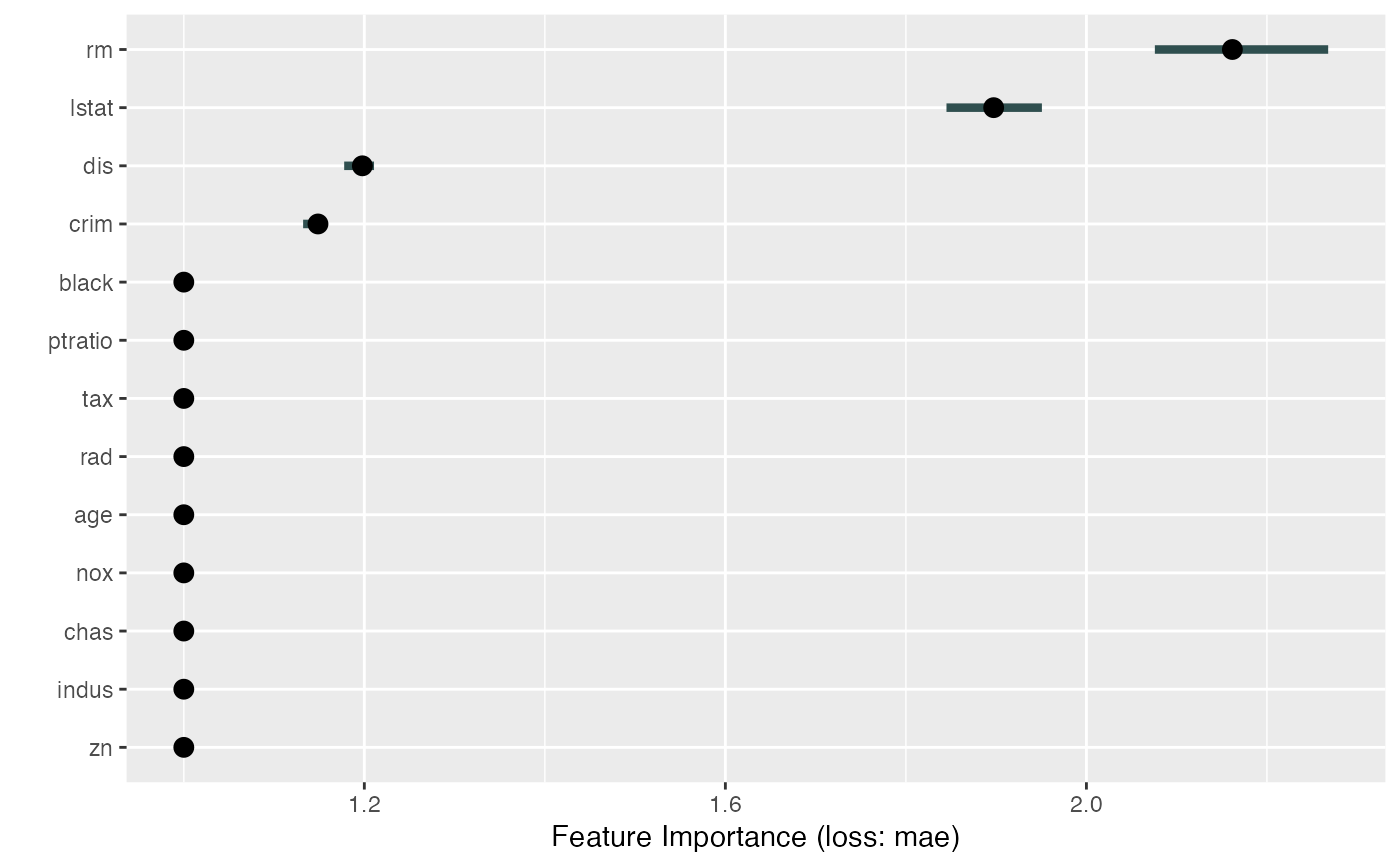 rm
lstat
dis
crim
black
ptratio
tax
rad
age
nox
chas
indus
zn
1.2 1.6 2.0
Feature Importance (loss: mae)